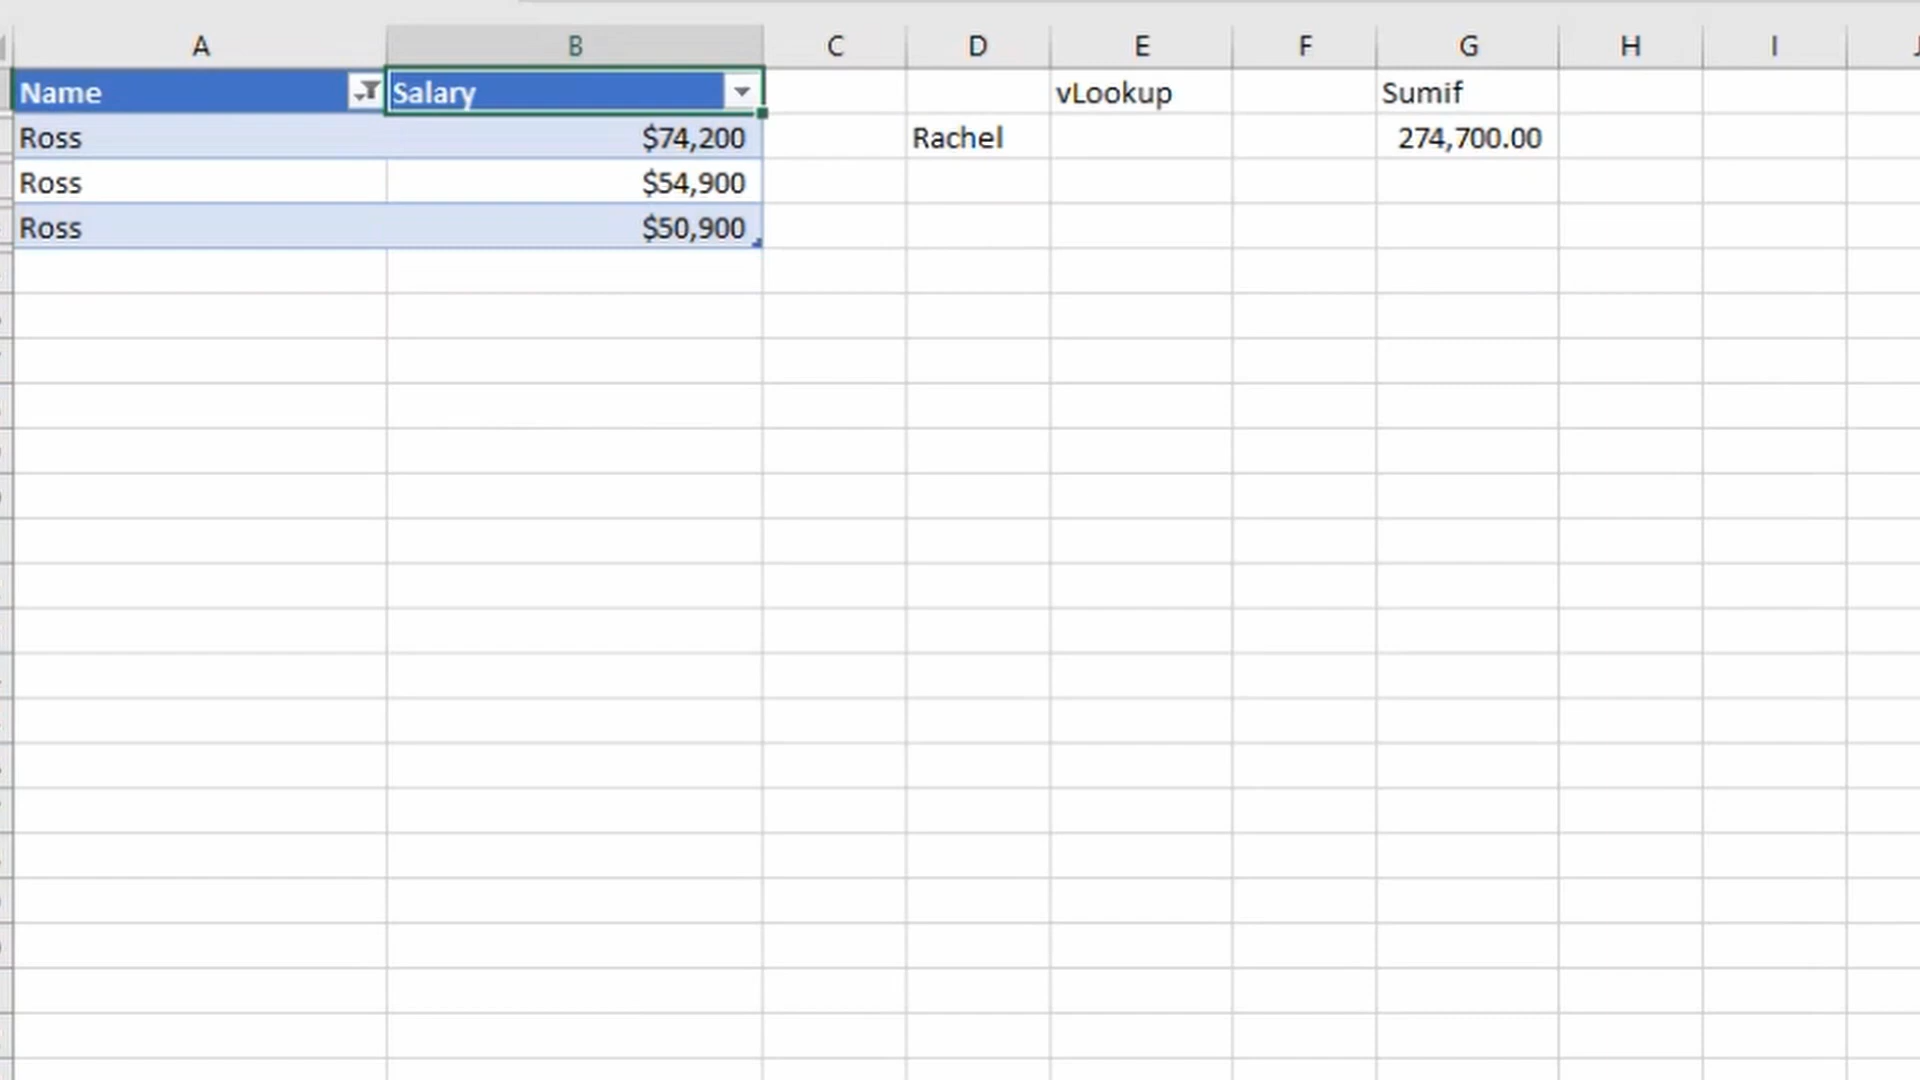 A B C D E F G H I
Name Salary vLookup Sumif
Ross $74,200 Rachel 274,700.00
Ross $54,900
Ross $50,900